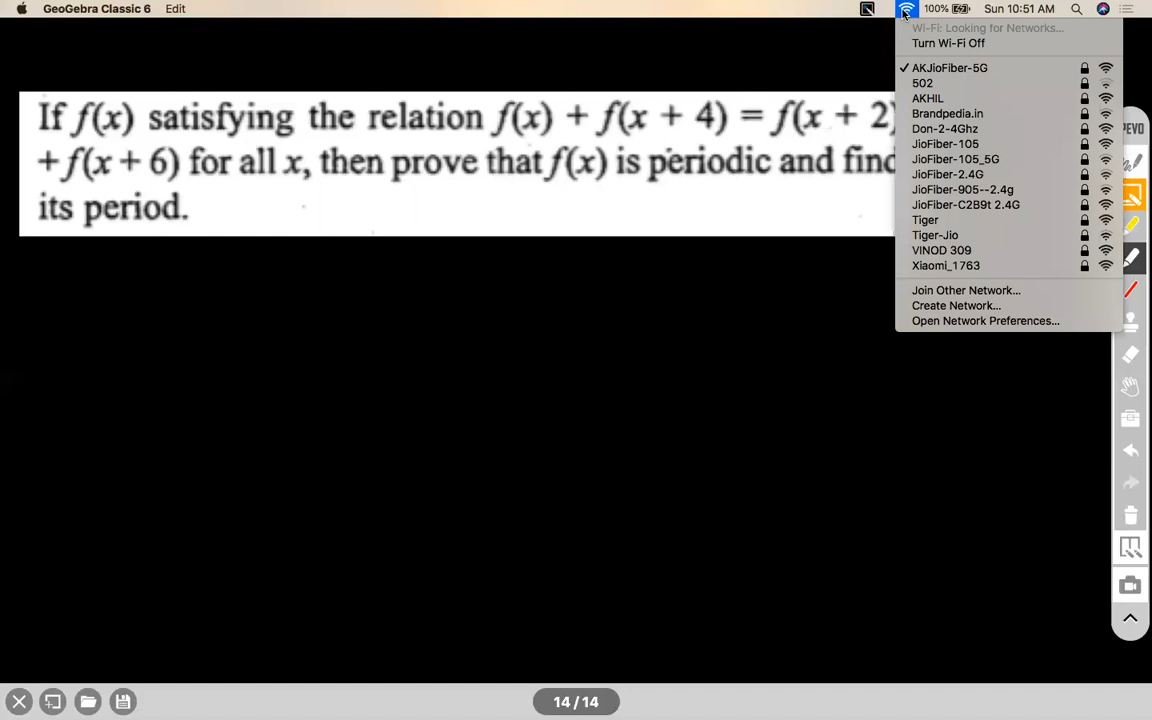 GeoGebra Classic 6 Edit 100% Sun 10:51 AM
Wi-Fi: Looking for Networks...
Turn Wi-Fi Off
AKJioFiber-5G
502
AKHIL
Brandpedia.in
Don-2-4Ghz
JioFiber-105
JioFiber-105_5G
JioFiber-2.4G
JioFiber-905--2.4g
JioFiber-C2B9t 2.4G
Tiger
Tiger-Jio
VINOD 309
Xiaomi_1763
Join Other Network...
Create Network...
Open Network Preferences...
If f(x) satisfying the relation f(x) + f(x + 4) = f(x + 2)
+ f(x + 6) for all x, then prove that f(x) is periodic and find
its period.
14 / 14